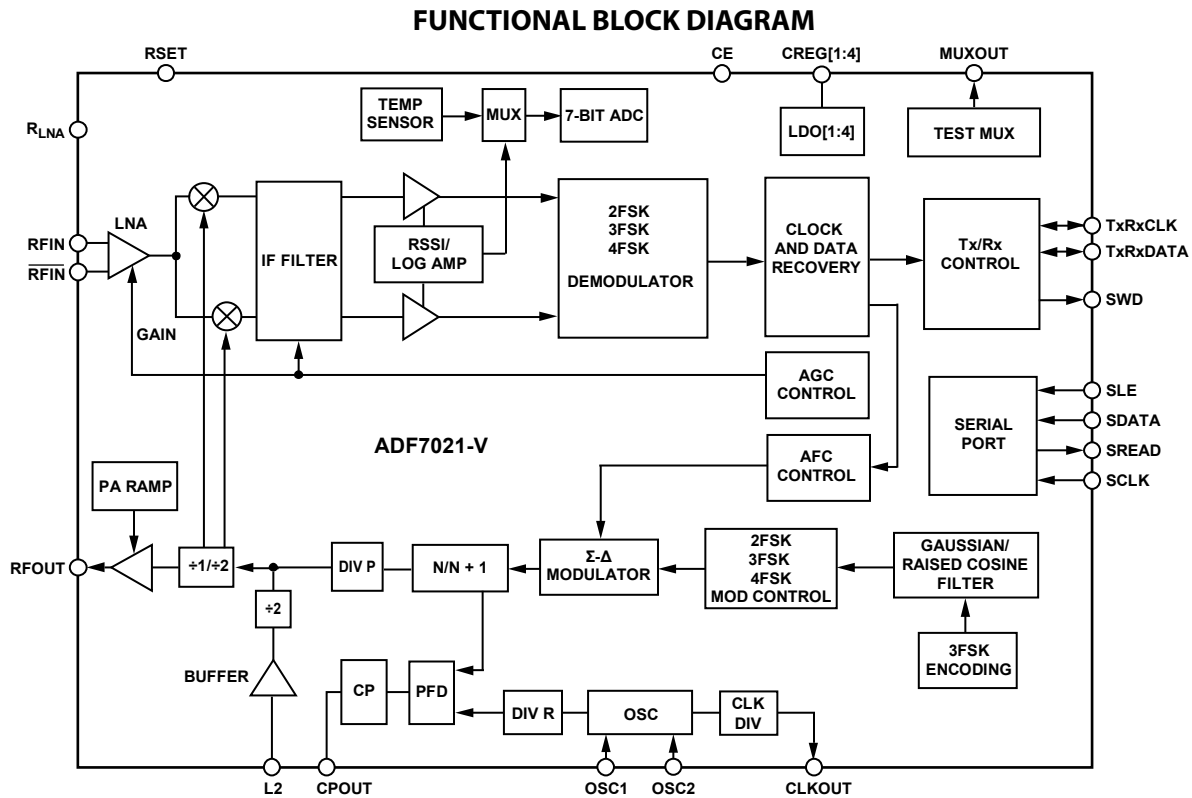 FUNCTIONAL BLOCK DIAGRAM
RSET
CE
CREG[1:4]
MUXOUT
RLNA
TEMP
SENSOR
MUX
7-BIT ADC
LDO[1:4]
TEST MUX
LNA
RFIN
RFIN
GAIN
IF FILTER
RSSI/
LOG AMP
2FSK
3FSK
4FSK
DEMODULATOR
CLOCK
AND DATA
RECOVERY
Tx/Rx
CONTROL
TxRxCLK
TxRxDATA
SWD
AGC
CONTROL
SERIAL
PORT
SLE
SDATA
SREAD
SCLK
ADF7021-V
AFC
CONTROL
PA RAMP
RFOUT
÷1/÷2
DIV P
N/N + 1
Σ-Δ
MODULATOR
2FSK
3FSK
4FSK
MOD CONTROL
GAUSSIAN/
RAISED COSINE
FILTER
÷2
BUFFER
CP
PFD
3FSK
ENCODING
DIV R
OSC
CLK
DIV
L2
CPOUT
OSC1
OSC2
CLKOUT